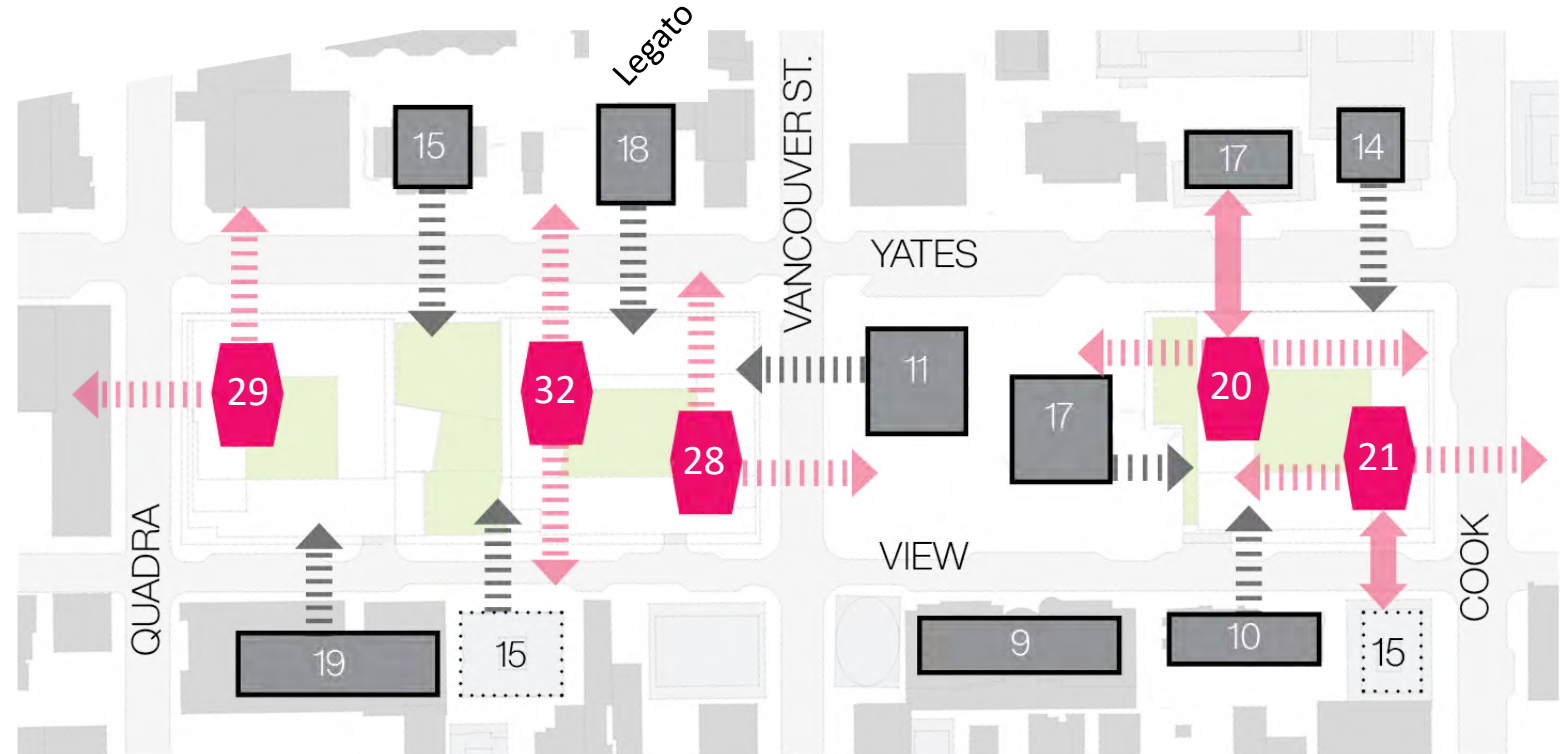 Legato
VANCOUVER ST.
15
18
17
14
YATES
29
32
28
11
17
20
21
QUADRA
VIEW
COOK
19
15
9
10
15